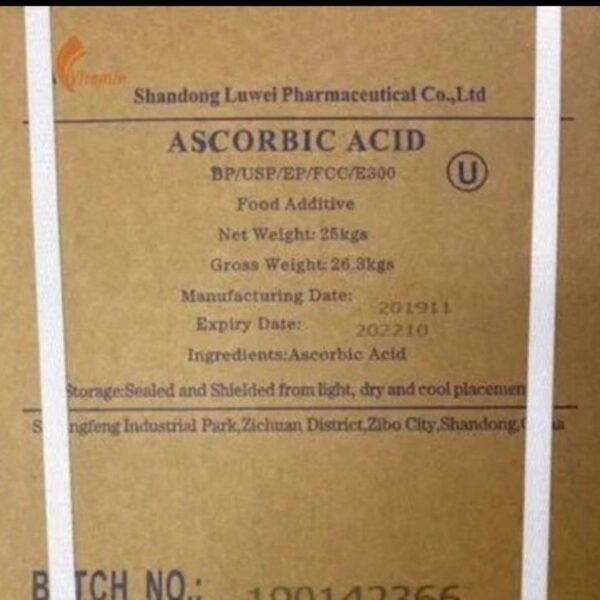 Vitamin
Shandong Luwei Pharmaceutical Co.,Ltd
ASCORBIC ACID
BP/USP/EP/FCC/E300
U
Food Additive
Net Weight: 25kgs
Gross Weight: 26.3kgs
Manufacturing Date: 201911
Expiry Date: 202210
Ingredients:Ascorbic Acid
Storage:Sealed and Shielded from light, dry and cool placemen
ngfeng Industrial Park,Zichuan District,Zibo City,Shandong,
NO.: 190142366